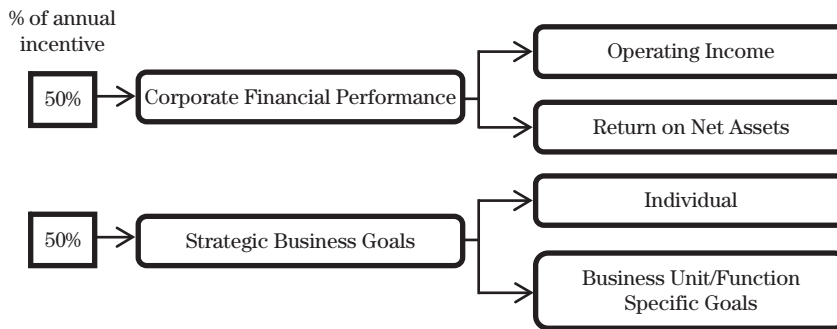 % of annual
incentive
50%
Corporate Financial Performance
Operating Income
Return on Net Assets
50%
Strategic Business Goals
Individual
Business Unit/Function
Specific Goals